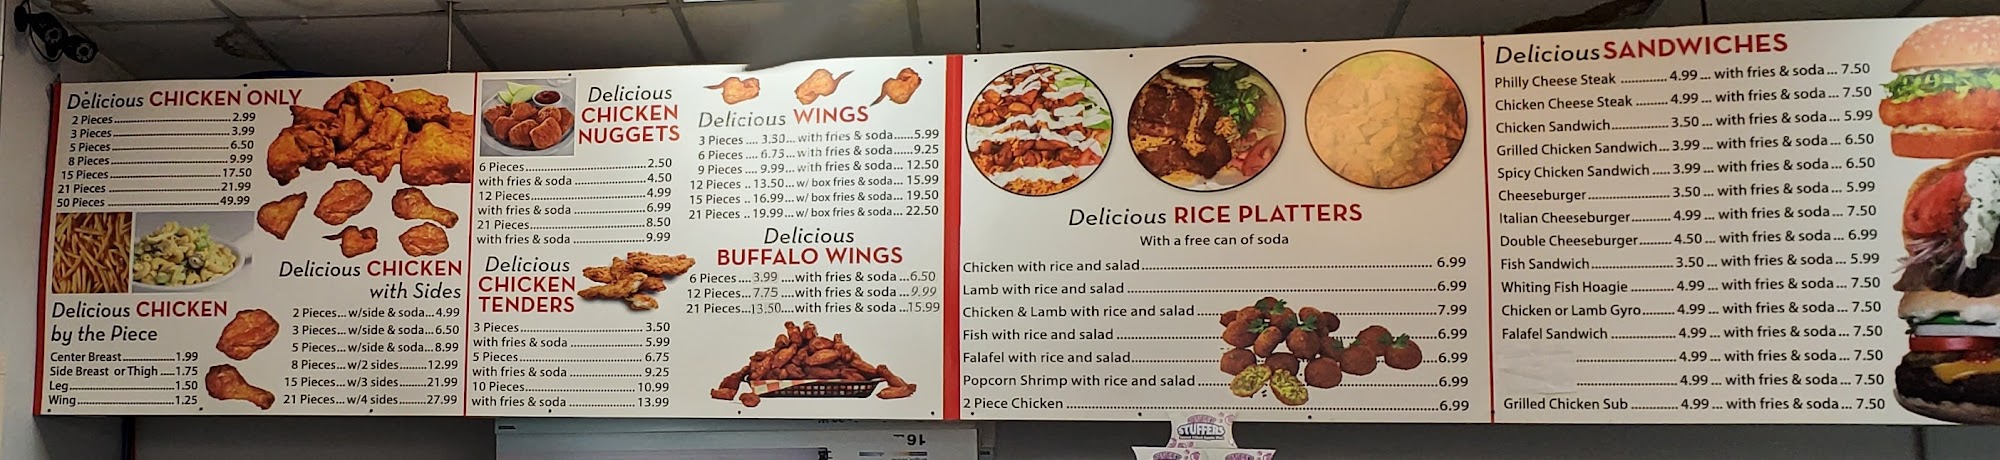 Delicious CHICKEN ONLY
2 Pieces 2.99
3 Pieces 3.99
5 Pieces 6.50
8 Pieces 9.99
15 Pieces 17.50
21 Pieces 21.99
50 Pieces 49.99
Delicious CHICKEN
by the Piece
Center Breast 1.99
Side Breast or Thigh 1.75
Leg 1.50
Wing 1.25
Delicious CHICKEN
with Sides
2 Pieces... w/side & soda... 4.99
3 Pieces... w/side & soda... 6.50
5 Pieces... w/side & soda... 8.99
8 Pieces... w/2 sides 12.99
15 Pieces... w/3 sides 21.99
21 Pieces... w/4 sides 27.99
Delicious
CHICKEN
NUGGETS
6 Pieces 2.50
with fries & soda 4.50
12 Pieces 4.99
with fries & soda 6.99
21 Pieces 8.50
with fries & soda 9.99
Delicious
CHICKEN
TENDERS
3 Pieces 3.50
with fries & soda 5.99
5 Pieces 6.75
with fries & soda 9.25
10 Pieces 10.99
with fries & soda 13.99
Delicious WINGS
3 Pieces .... 3.30... with fries & soda 5.99
6 Pieces .... 6.75... with fries & soda 9.25
9 Pieces .... 9.99... with fries & soda... 12.50
12 Pieces .. 13.50... w/ box fries & soda... 15.99
15 Pieces .. 16.99... w/ box fries & soda... 19.50
21 Pieces .. 19.99... w/ box fries & soda... 22.50
Delicious
BUFFALO WINGS
6 Pieces.... 3.99 ....with fries & soda ...6.50
12 Pieces... 7.75 ....with fries & soda ...9.99
21 Pieces...13.50....with fries & soda ...15.99
Delicious RICE PLATTERS
With a free can of soda
Chicken with rice and salad 6.99
Lamb with rice and salad 6.99
Chicken & Lamb with rice and salad 7.99
Fish with rice and salad 6.99
Falafel with rice and salad 6.99
Popcorn Shrimp with rice and salad 6.99
2 Piece Chicken 6.99
Delicious SANDWICHES
Philly Cheese Steak 4.99 ... with fries & soda ... 7.50
Chicken Cheese Steak 4.99 ... with fries & soda ... 7.50
Chicken Sandwich 3.50 ... with fries & soda ... 5.99
Grilled Chicken Sandwich ... 3.99 ... with fries & soda ... 6.50
Spicy Chicken Sandwich 3.99 ... with fries & soda ... 6.50
Cheeseburger 3.50 ... with fries & soda ... 5.99
Italian Cheeseburger 4.99 ... with fries & soda ... 7.50
Double Cheeseburger 4.50 ... with fries & soda ... 6.99
Fish Sandwich 3.50 ... with fries & soda ... 5.99
Whiting Fish Hoagie 4.99 ... with fries & soda ... 7.50
Chicken or Lamb Gyro 4.99 ... with fries & soda ... 7.50
Falafel Sandwich 4.99 ... with fries & soda ... 7.50
4.99 ... with fries & soda ... 7.50
4.99 ... with fries & soda ... 7.50
Grilled Chicken Sub 4.99 ... with fries & soda ... 7.50
STUFFERS
16